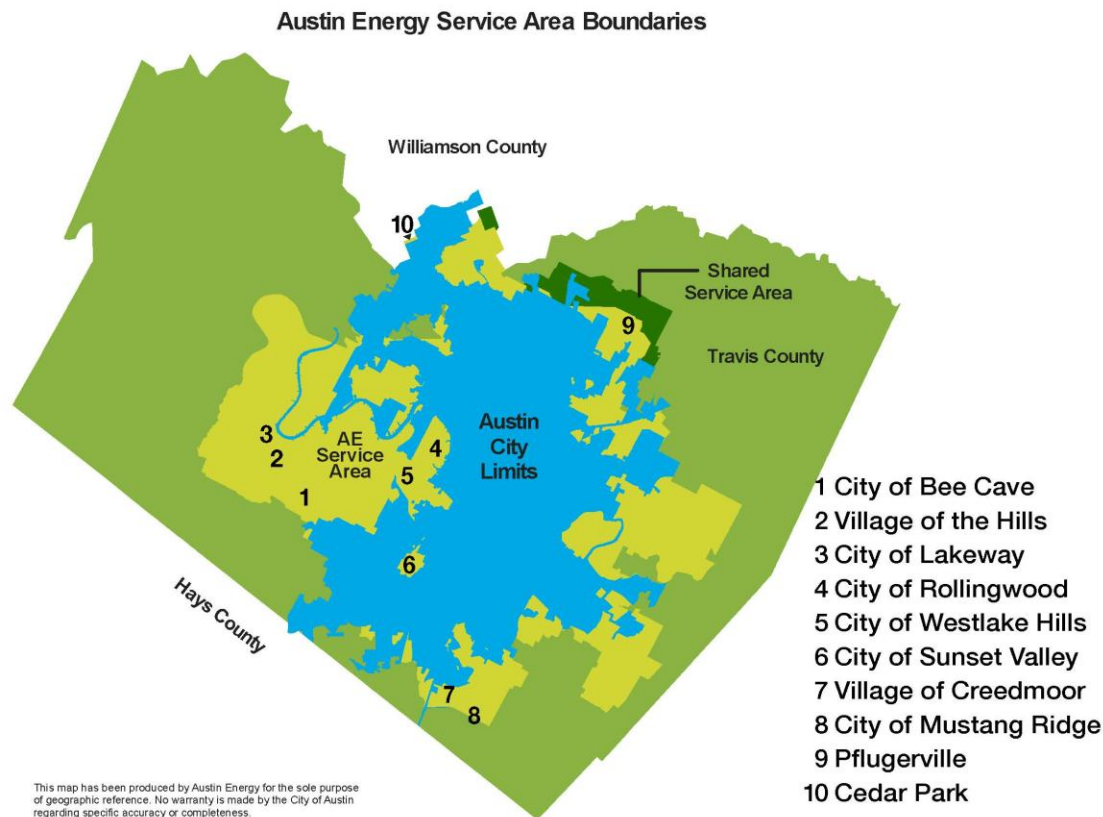 Austin Energy Service Area Boundaries
Williamson County
10
Shared
Service Area
9
Travis County
Austin
City
Limits
3
2
AE
Service
Area
4
5
1
6
Hays County
7
8
1 City of Bee Cave
2 Village of the Hills
3 City of Lakeway
4 City of Rollingwood
5 City of Westlake Hills
6 City of Sunset Valley
7 Village of Creedmoor
8 City of Mustang Ridge
9 Pflugerville
10 Cedar Park
This map has been produced by Austin Energy for the sole purpose
of geographic reference. No warranty is made by the City of Austin
regarding specific accuracy or completeness.